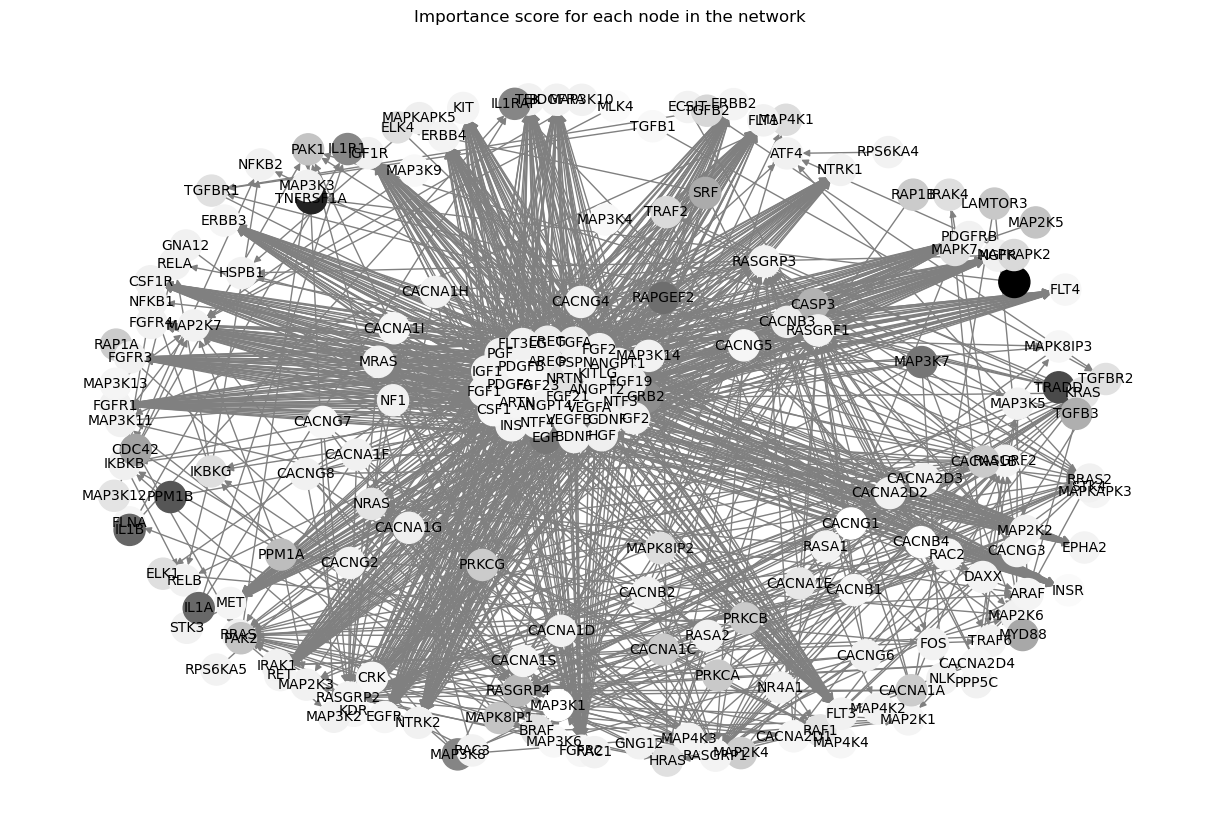 Importance score for each node in the network
KIT
IL1RAP
MAP3K10
MLK4
ECSIT
ERBB2
TGFB2
MAPKAPK5
ELK4
ERBB4
TGFB1
FLT1
MAP4K1
PAK1
IL1R1
IGF1R
NFKB2
MAP3K9
ATF4
RPS6KA4
NTRK1
TGFBR1
MAP3K3
TNFRSF1A
SRF
RAP1B
IRAK4
LAMTOR3
ERBB3
MAP3K4
TRAF2
MAP2K5
GNA12
RELA
HSPB1
PDGFRB
MAPK7
MAPKAPK2
CSF1R
RASGRP3
NFKB1
CACNA1H
CACNG4
RAPGEF2
FLT4
FGFR4
MAP2K7
CACNA1I
CASP3
CACNB3
RASGRF1
RAP1A
FGFR3
MRAS
FLT3LG
EREG
TGFA
FGF2
CACNG5
MAPK8IP3
PGF
AREG
PSPN
ANGPT1
MAP3K14
MAP3K7
IGF1
PDGFB
NRTN
KITLG
FGF19
TGFBR2
MAP3K13
PDGFA
FGF23
ANGPT2
GRB2
TRADD
KRAS
FGF1
FGF21
NTF3
FGFR1
NF1
ARTN
ANGPT4
VEGFA
MAP3K5
MAP3K11
CACNG7
CSF1
VEGFB
GDNF
IGF2
TGFB3
INS
NTF4
EGF
BDNF
HGF
CDC42
IKBKB
IKBKG
CACNG8
CACNA1F
RASGRF2
CACNA2D3
CACNA2D2
RRAS2
MAPKAPK3
MAP3K12
PPM1B
NRAS
FLNA
IL1B
CACNA1G
CACNG1
MAP2K2
RASA1
CACNB4
EPHA2
PPM1A
CACNG2
PRKCG
MAPK8IP2
RAC2
CACNG3
ELK1
RELB
CACNA1E
CACNB1
DAXX
ARAF
INSR
IL1A
MET
CACNB2
STK3
RRAS
PAK2
CACNA1D
PRKCB
RASA2
MAP2K6
MYD88
FOS
TRAF6
IRAK1
RPS6KA5
RET
CACNA1S
CACNA1C
CACNG6
CACNA2D4
CRK
PRKCA
NLK
PPP5C
MAP2K3
RASGRP2
RASGRP4
NR4A1
CACNA1A
KDR
MAP3K2
EGFR
NTRK2
MAPK8IP1
MAP3K1
FLT3
MAP4K2
MAP2K1
BRAF
MAP3K6
RAF1
CACNA2D1
MAP4K4
MAP4K3
GNG12
MAP3K8
RAC3
RAC1
HRAS
RASGRP1
MAP2K4